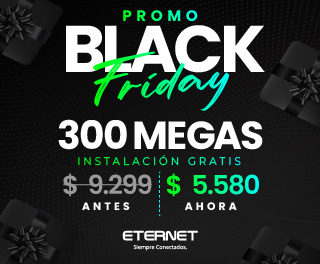 PROMO
BLACK
Friday
300 MEGAS
INSTALACIÓN GRATIS
$ 9.299 $ 5.580
ANTES AHORA
ETERNET
Siempre Conectados.